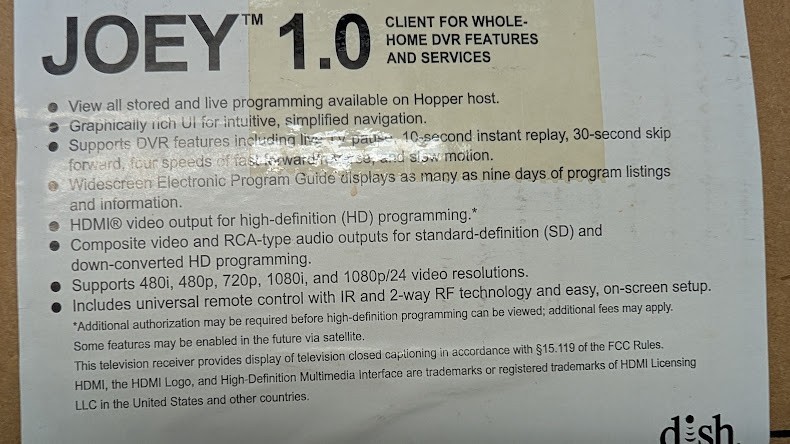 JOEY™ 1.0
CLIENT FOR WHOLE-
HOME DVR FEATURES
AND SERVICES
● View all stored and live programming available on Hopper host.
● Graphically rich UI for intuitive, simplified navigation.
● Supports DVR features including live TV pause, 10-second instant replay, 30-second skip
forward, four speeds of fast forward/reverse, and slow motion.
● Widescreen Electronic Program Guide displays as many as nine days of program listings
and information.
● HDMI® video output for high-definition (HD) programming.*
● Composite video and RCA-type audio outputs for standard-definition (SD) and
down-converted HD programming.
● Supports 480i, 480p, 720p, 1080i, and 1080p/24 video resolutions.
● Includes universal remote control with IR and 2-way RF technology and easy, on-screen setup.
*Additional authorization may be required before high-definition programming can be viewed; additional fees may apply.
Some features may be enabled in the future via satellite.
This television receiver provides display of television closed captioning in accordance with §15.119 of the FCC Rules.
HDMI, the HDMI Logo, and High-Definition Multimedia Interface are trademarks or registered trademarks of HDMI Licensing
LLC in the United States and other countries.
dish